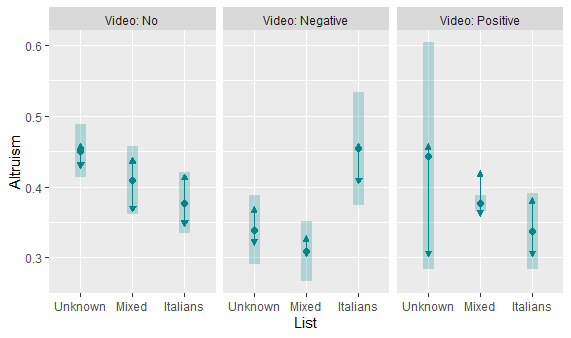 Video: No
Video: Negative
Video: Positive
0.6
0.5
0.4
0.3
Altruism
Unknown Mixed Italians
Unknown Mixed Italians
Unknown Mixed Italians
List